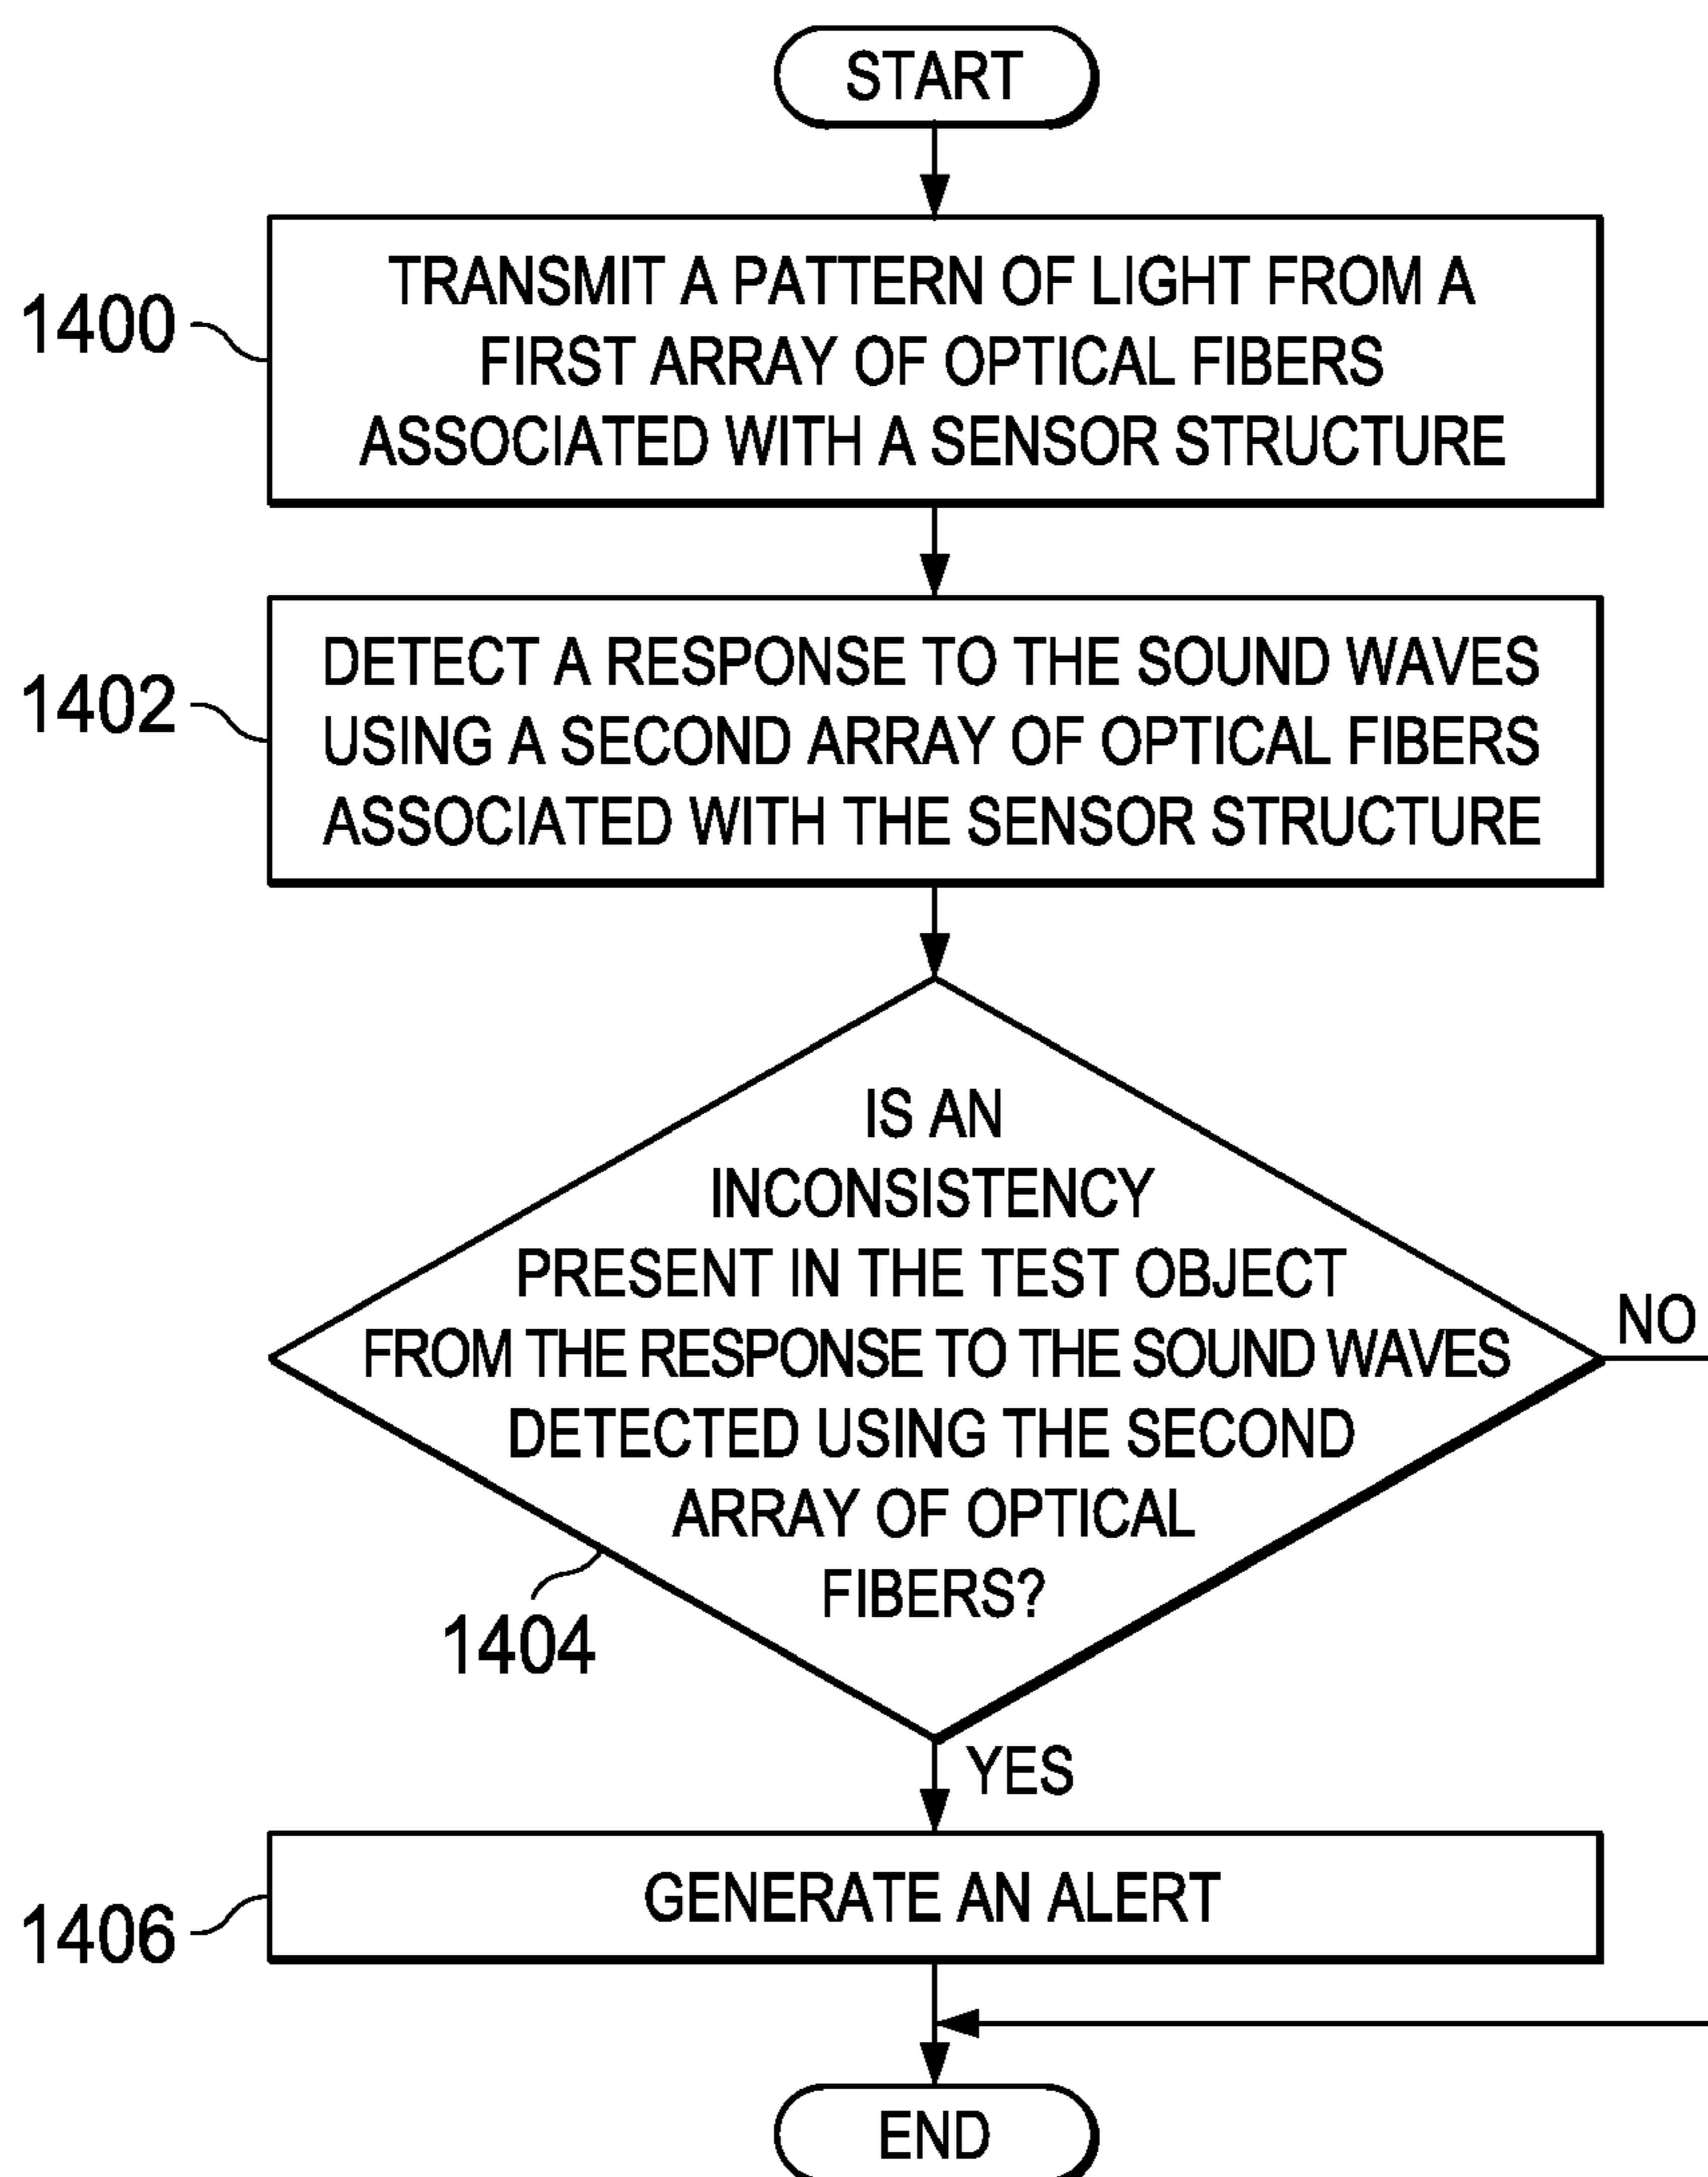 START
1400
TRANSMIT A PATTERN OF LIGHT FROM A
FIRST ARRAY OF OPTICAL FIBERS
ASSOCIATED WITH A SENSOR STRUCTURE
1402
DETECT A RESPONSE TO THE SOUND WAVES
USING A SECOND ARRAY OF OPTICAL FIBERS
ASSOCIATED WITH THE SENSOR STRUCTURE
IS AN
INCONSISTENCY
PRESENT IN THE TEST OBJECT
FROM THE RESPONSE TO THE SOUND WAVES
DETECTED USING THE SECOND
ARRAY OF OPTICAL
FIBERS?
NO
1404
YES
1406
GENERATE AN ALERT
END